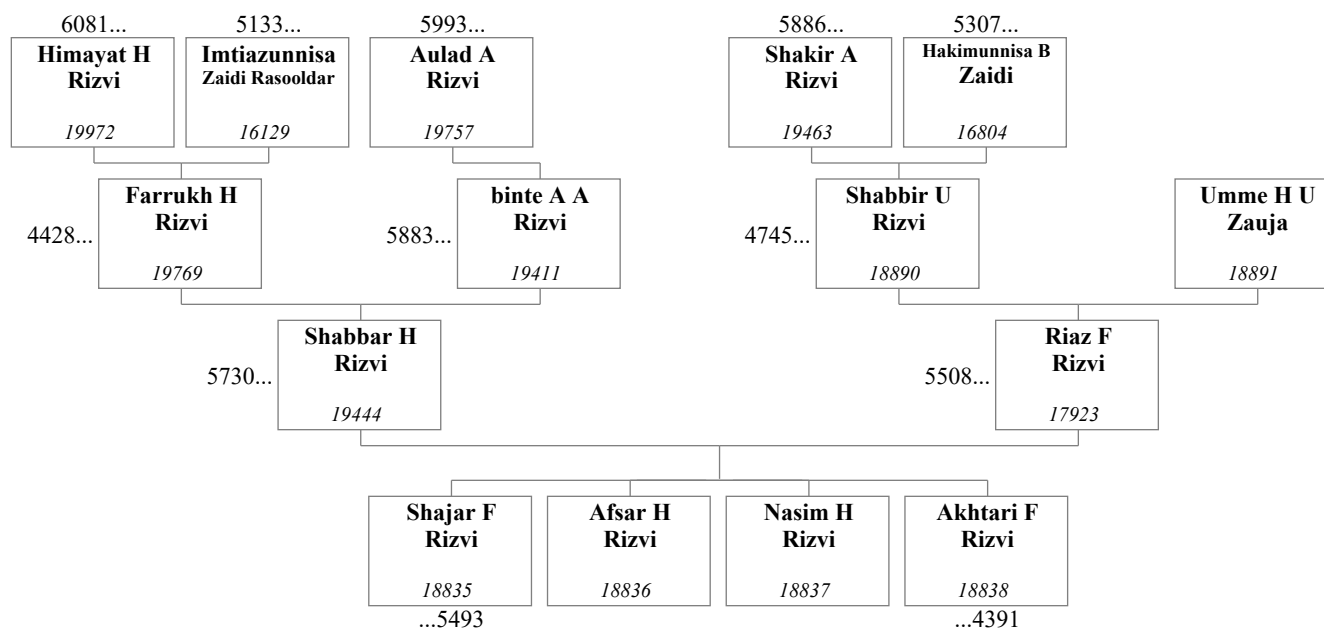 6081...
5133...
5993...
5886...
5307...
Himayat H
Rizvi
19972
Imtiazunnisa
Zaidi Rasooldar
16129
Aulad A
Rizvi
19757
Shakir A
Rizvi
19463
Hakimunnisa B
Zaidi
16804
4428...
Farrukh H
Rizvi
19769
5883...
binte A A
Rizvi
19411
4745...
Shabbir U
Rizvi
18890
Umme H U
Zauja
18891
5730...
Shabbar H
Rizvi
19444
5508...
Riaz F
Rizvi
17923
Shajar F
Rizvi
18835
...5493
Afsar H
Rizvi
18836
Nasim H
Rizvi
18837
Akhtari F
Rizvi
18838
...4391